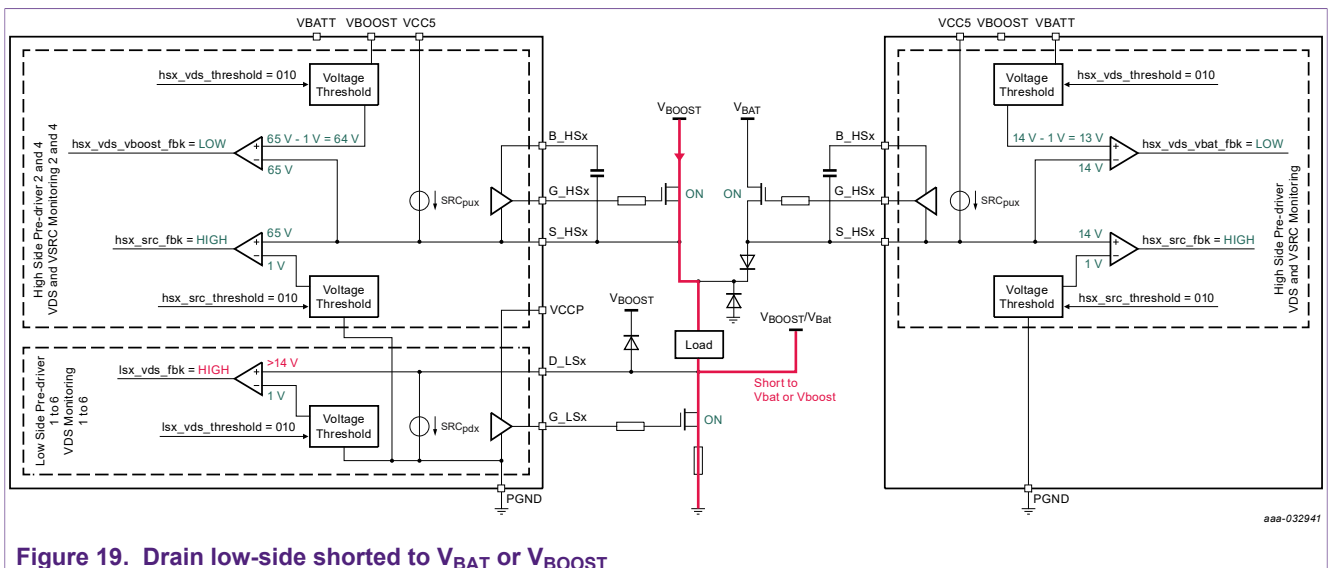 VBATT VBOOST VCC5
hsx_vds_threshold = 010
Voltage
Threshold
65 V - 1 V = 64 V
hsx_vds_vboost_fbk = LOW
+
−
65 V
SRCpux
High Side Pre-driver 2 and 4
VDS and VSRC Monitoring 2 and 4
hsx_src_fbk = HIGH
65 V
+
−
1 V
hsx_src_threshold = 010
Voltage
Threshold
B_HSx
G_HSx
S_HSx
VCCP
D_LSx
G_LSx
PGND
Low Side Pre-driver
1 to 6
VDS Monitoring
1 to 6
lsx_vds_fbk = HIGH
>14 V
+
−
1 V
lsx_vds_threshold = 010
Voltage
Threshold
SRCpdx
VBOOST
ON
VBAT
ON
VBOOST
Load
VBOOST/VBat
Short to
Vbat or Vboost
ON
VCC5 VBOOST VBATT
Voltage
Threshold
hsx_vds_threshold = 010
B_HSx
G_HSx
S_HSx
14 V - 1 V = 13 V
+
−
14 V
hsx_vds_vbat_fbk = LOW
SRCpux
14 V
+
−
1 V
hsx_src_fbk = HIGH
Voltage
Threshold
hsx_src_threshold = 010
High Side Pre-driver
VDS and VSRC Monitoring
PGND
aaa-032941
Figure 19. Drain low-side shorted to VBAT or VBOOST